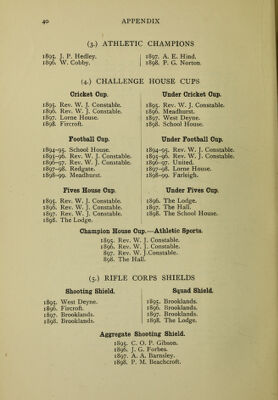 40 APPENDIX
(3.) ATHLETIC CHAMPIONS
1895. J. P. Hedley.
1896. W. Cobby.
1897. A. E. Hind.
1898. P. G. Norton.
(4.) CHALLENGE HOUSE CUPS
Cricket Cup.
1895. Rev. W. J. Constable.
1896. Rev. W. J. Constable.
1897. Lorne House.
1898. Fircroft.
Under Cricket Cup.
1895. Rev. W. J. Constable.
1896. Meadhurst.
1897. West Deyne.
1898. School House.
Football Cup.
1894-95. School House.
1895-96. Rev. W. J. Constable.
1896-97. Rev. W. J. Constable.
1897-98. Redgate.
1898-99. Meadhurst.
Under Football Cup.
1894-95. Rev. W. J. Constable.
1895-96. Rev. W. J. Constable.
1896-97. United.
1897-98. Lorne House.
1898-99. Farleigh.
Fives House Cup.
1895. Rev. W. J. Constable.
1896. Rev. W. J. Constable.
1897. Rev. W. J. Constable.
1898. The Lodge.
Under Fives Cup.
1896. The Lodge.
1897. The Hall.
1898. The School House.
Champion House Cup.—Athletic Sports.
1895. Rev. W. J. Constable.
1896. Rev. W. J. Constable.
897. Rev. W. J. Constable.
898. The Hall.
(5.) RIFLE CORPS SHIELDS
Shooting Shield.
1895. West Deyne.
1896. Fircroft.
1897. Brooklands.
1898. Brooklands.
Squad Shield.
1895. Brooklands.
1896. Brooklands.
1897. Brooklands.
1898. The Lodge.
Aggregate Shooting Shield.
1895. C. O. P. Gibson.
1896. J. G. Forbes.
1897. A. A. Barnsley.
1898. P. M. Beachcroft.